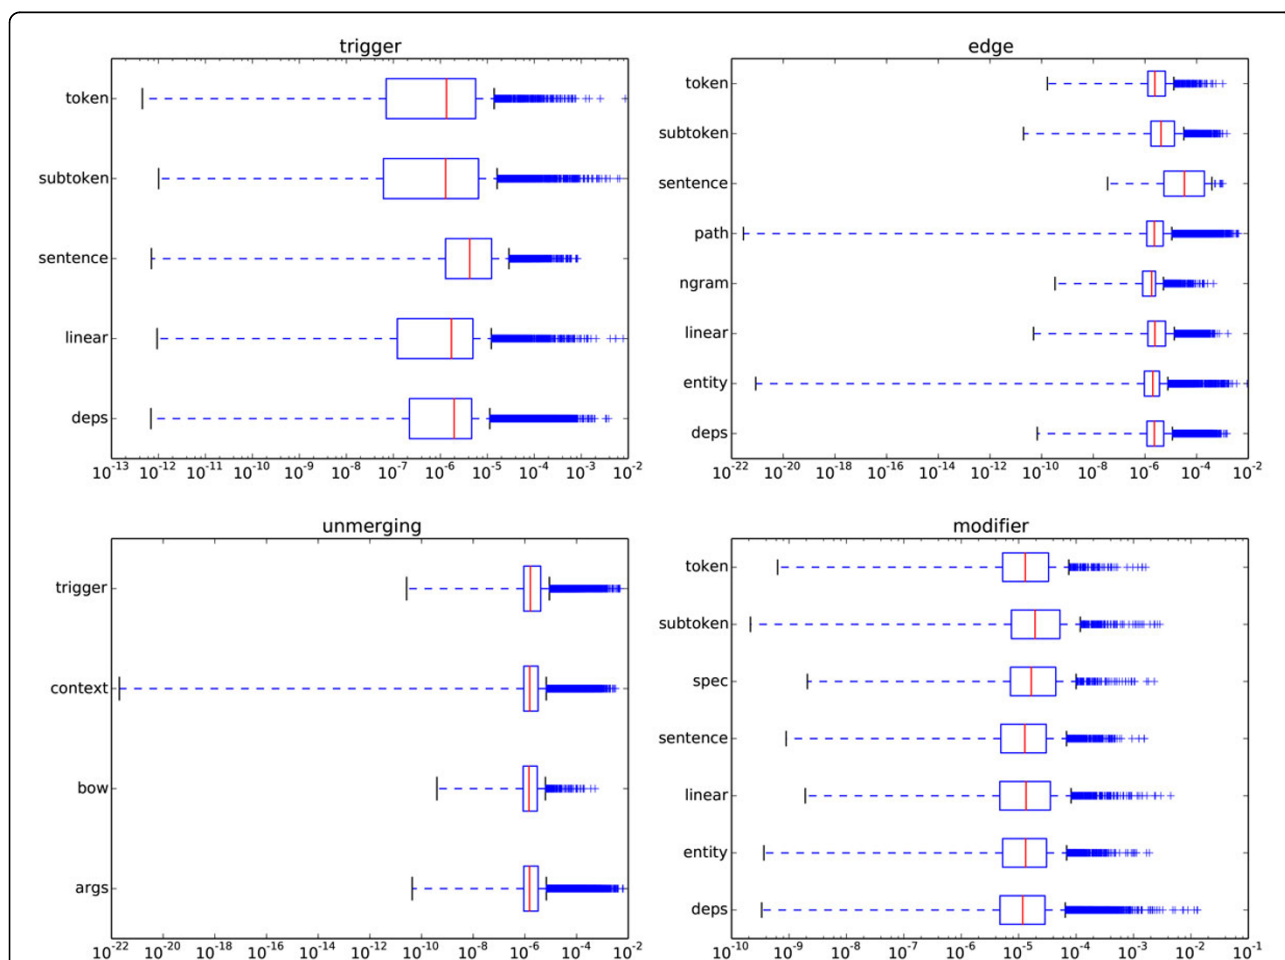 trigger
token
subtoken
sentence
linear
deps
10-13 10-12 10-11 10-10 10-9 10-8 10-7 10-6 10-5 10-4 10-3 10-2
edge
token
subtoken
sentence
path
ngram
linear
entity
deps
10-22 10-20 10-18 10-16 10-14 10-12 10-10 10-8 10-6 10-4 10-2
unmerging
trigger
context
bow
args
10-22 10-20 10-18 10-16 10-14 10-12 10-10 10-8 10-6 10-4 10-2
modifier
token
subtoken
spec
sentence
linear
entity
deps
10-10 10-9 10-8 10-7 10-6 10-5 10-4 10-3 10-2 10-1